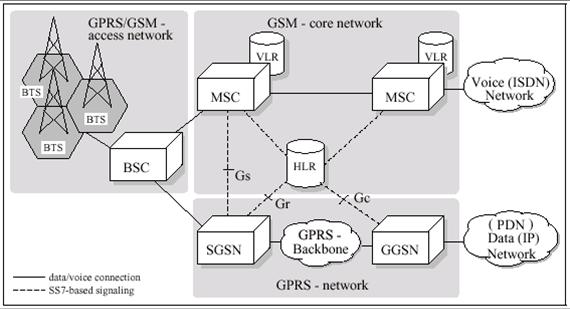 GPRS/GSM -
access network
GSM - core network
VLR
VLR
BTS
BTS
BTS
MSC
MSC
Voice (ISDN)
Network
BSC
HLR
Gs
Gr
Gc
SGSN
GPRS -
Backbone
GGSN
( PDN )
Data (IP)
Network
data/voice connection
SS7-based signaling
GPRS - network